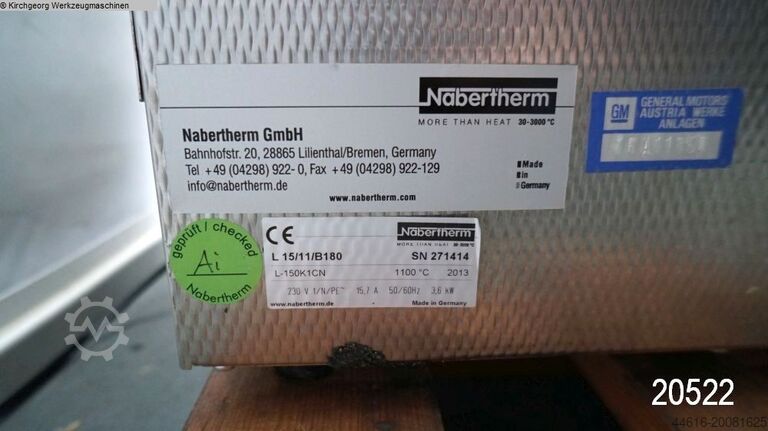 © Kirchgeorg Werkzeugmaschinen
Nabertherm
MORE THAN HEAT 30-3000 °C
Nabertherm GmbH
Bahnhofstr. 20, 28865 Lilienthal/Bremen, Germany
Tel +49 (04298) 922-0, Fax +49 (04298) 922-129
info@nabertherm.de
Made
in
Germany
www.nabertherm.com
GM
GENERAL MOTORS
AUSTRIA WERKE
ANLAGEN
geprüft / checked
Ai
Nabertherm
CE
Nabertherm
MORE THAN HEAT 30-3000 °C
L 15/11/B180 SN 271414
L-150K1CN 1100 °C 2013
230 V 1/N/PE~ 15,7 A 50/60Hz 3,6 kW
www.nabertherm.com Made in Germany
20522
44616-20081625